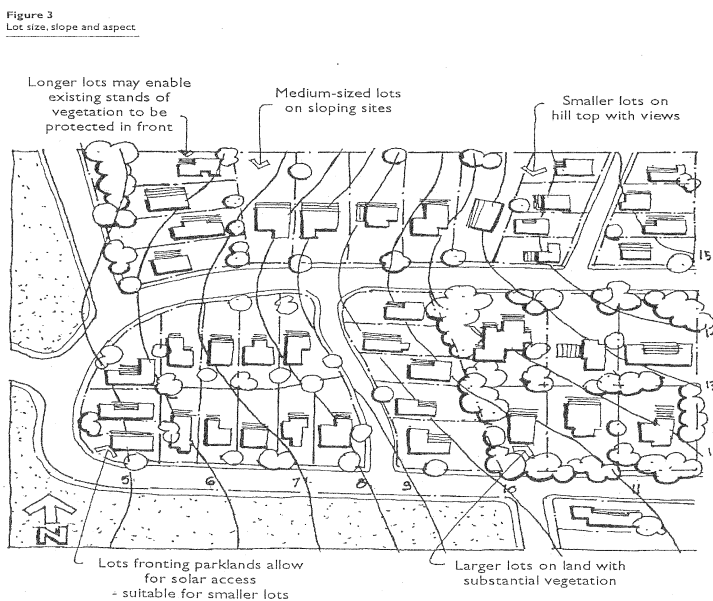 Figure 3
Lot size, slope and aspect
Longer lots may enable
existing stands of
vegetation to be
protected in front
Medium-sized lots
on sloping sites
Smaller lots on
hill top with views
15
13
5
6
7
8
9
10
11
N
Lots fronting parklands allow
for solar access
- suitable for smaller lots
Larger lots on land with
substantial vegetation